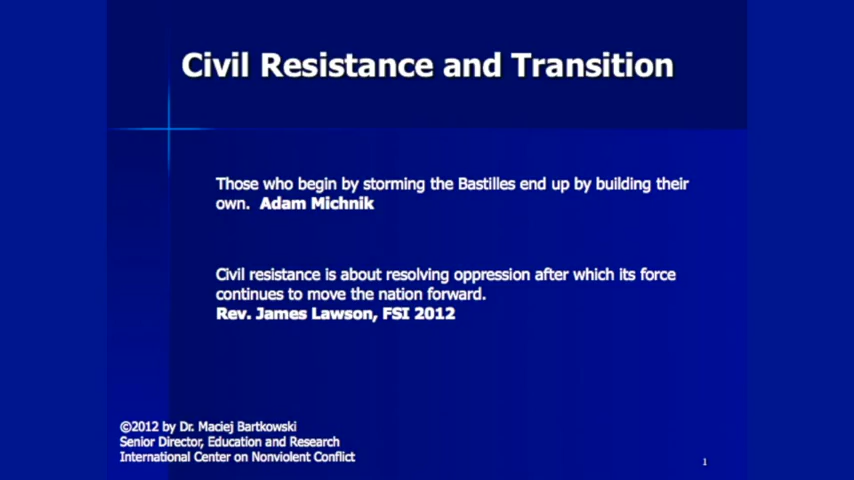 Civil Resistance and Transition
Those who begin by storming the Bastilles end up by building their
own. Adam Michnik
Civil resistance is about resolving oppression after which its force
continues to move the nation forward.
Rev. James Lawson, FSI 2012
©2012 by Dr. Maciej Bartkowski
Senior Director, Education and Research
International Center on Nonviolent Conflict
1